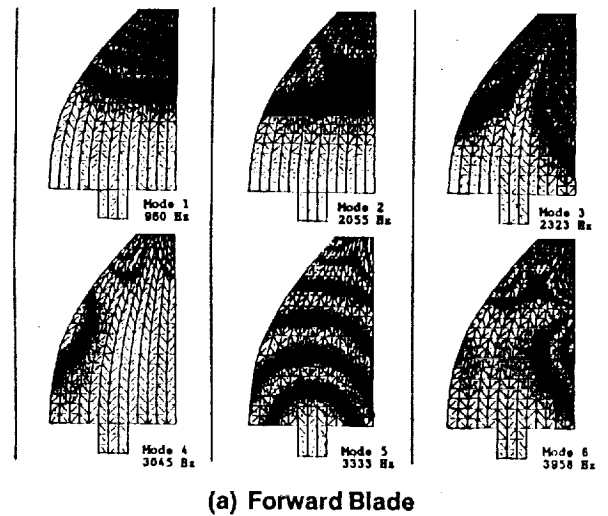 Mode 1
960 Hz
Mode 2
2055 Hz
Mode 3
2323 Hz
Mode 4
3045 Hz
Mode 5
3333 Hz
Mode 6
3958 Hz
(a) Forward Blade